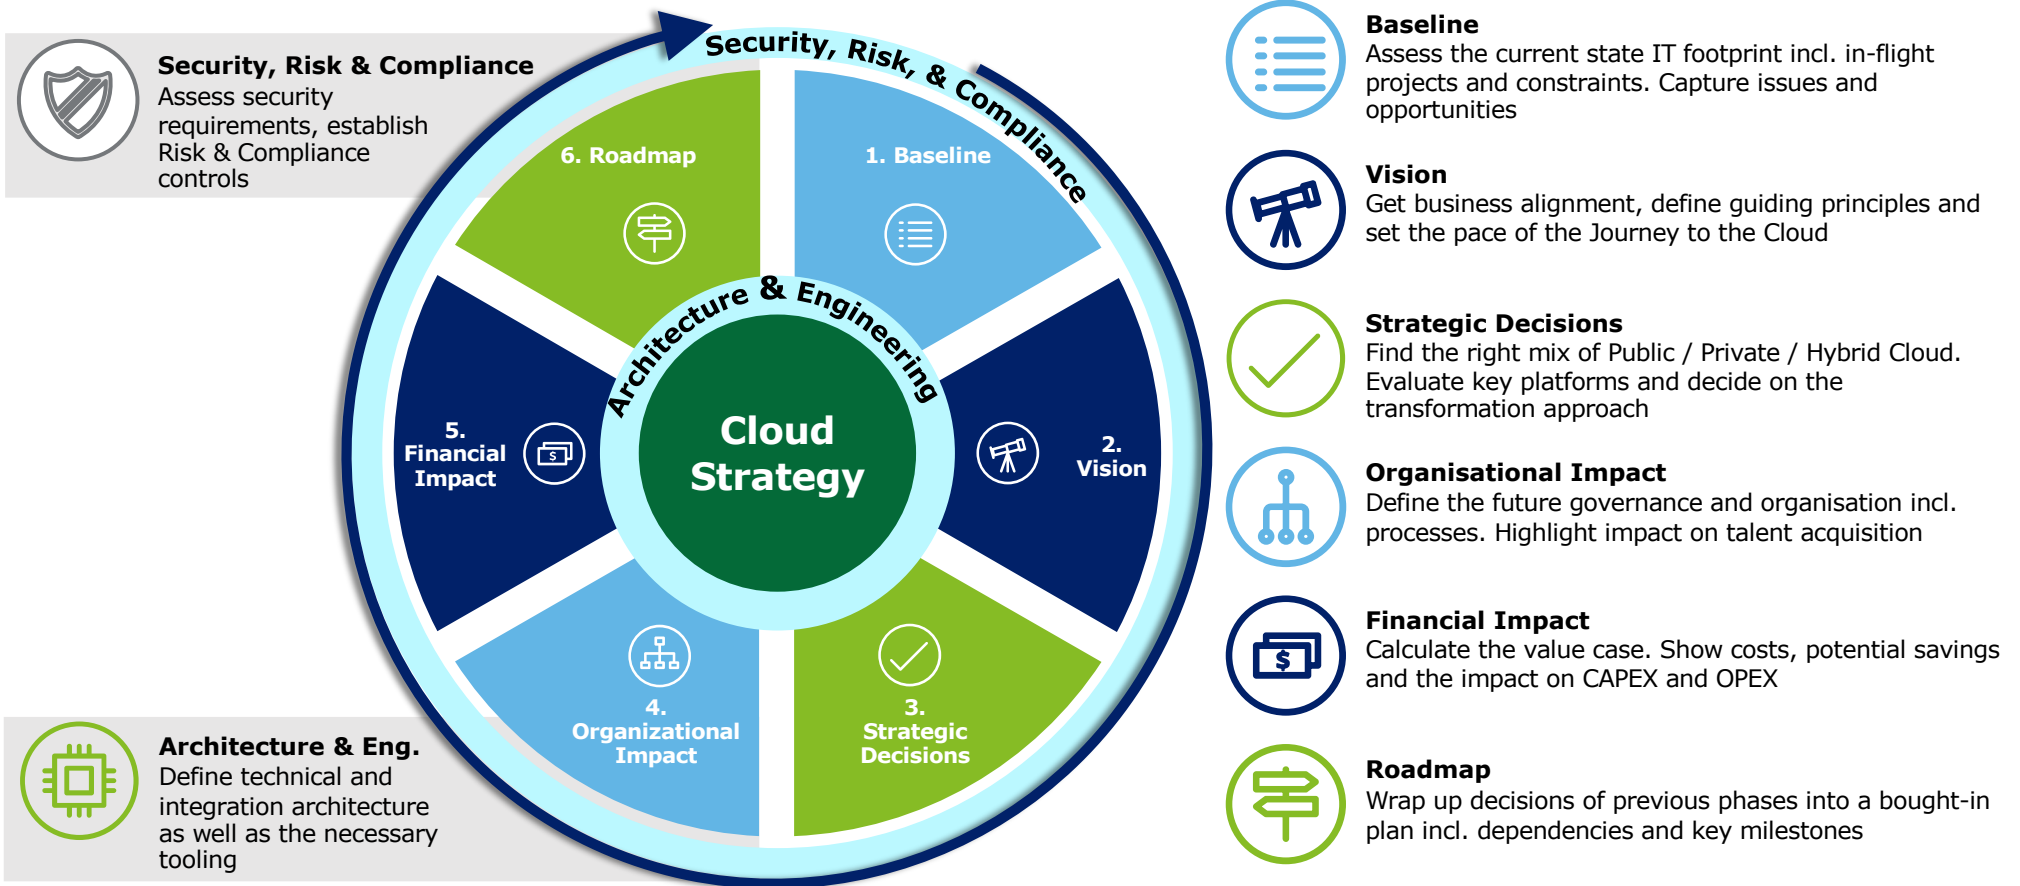 Security, Risk & Compliance
Assess security
requirements, establish
Risk & Compliance
controls
Architecture & Eng.
Define technical and
integration architecture
as well as the necessary
tooling
Security, Risk, & Compliance
6. Roadmap
1. Baseline
Architecture & Engineering
Cloud
Strategy
5.
Financial
Impact
$
2.
Vision
4.
Organizational
Impact
3.
Strategic
Decisions
Baseline
Assess the current state IT footprint incl. in-flight
projects and constraints. Capture issues and
opportunities
Vision
Get business alignment, define guiding principles and
set the pace of the Journey to the Cloud
Strategic Decisions
Find the right mix of Public / Private / Hybrid Cloud.
Evaluate key platforms and decide on the
transformation approach
Organisational Impact
Define the future governance and organisation incl.
processes. Highlight impact on talent acquisition
$
Financial Impact
Calculate the value case. Show costs, potential savings
and the impact on CAPEX and OPEX
Roadmap
Wrap up decisions of previous phases into a bought-in
plan incl. dependencies and key milestones